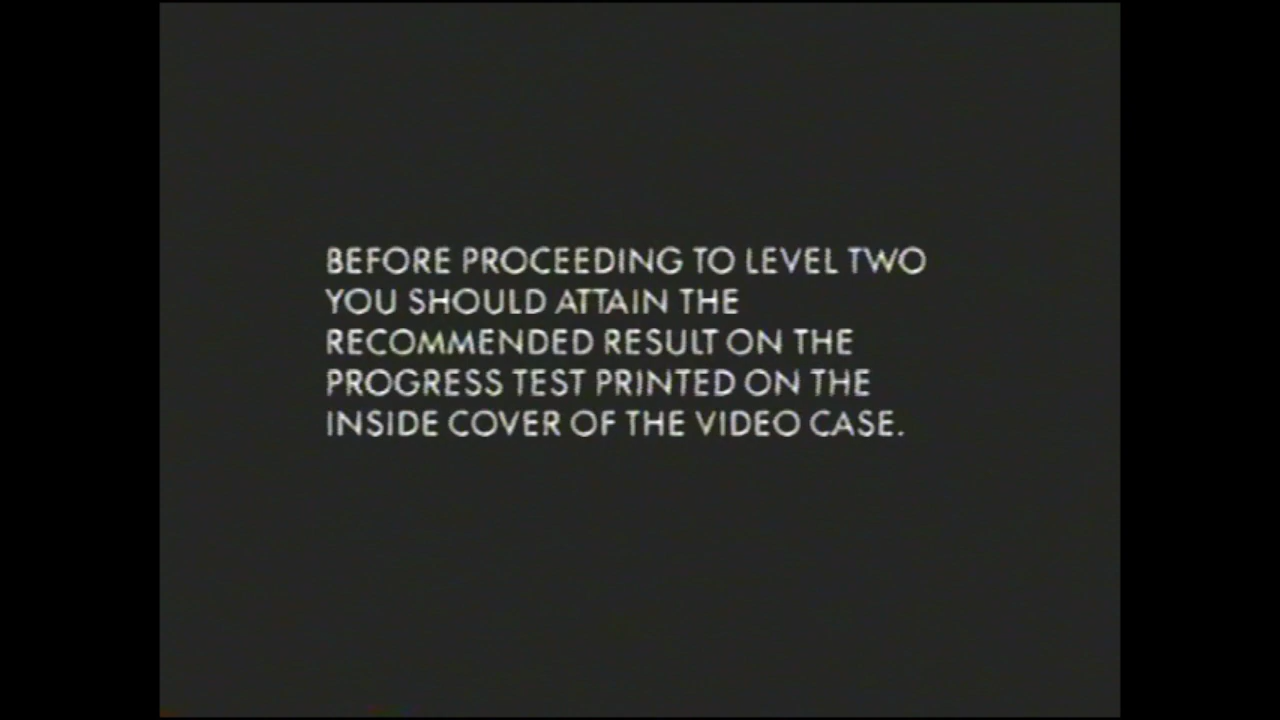 BEFORE PROCEEDING TO LEVEL TWO
YOU SHOULD ATTAIN THE
RECOMMENDED RESULT ON THE
PROGRESS TEST PRINTED ON THE
INSIDE COVER OF THE VIDEO CASE.